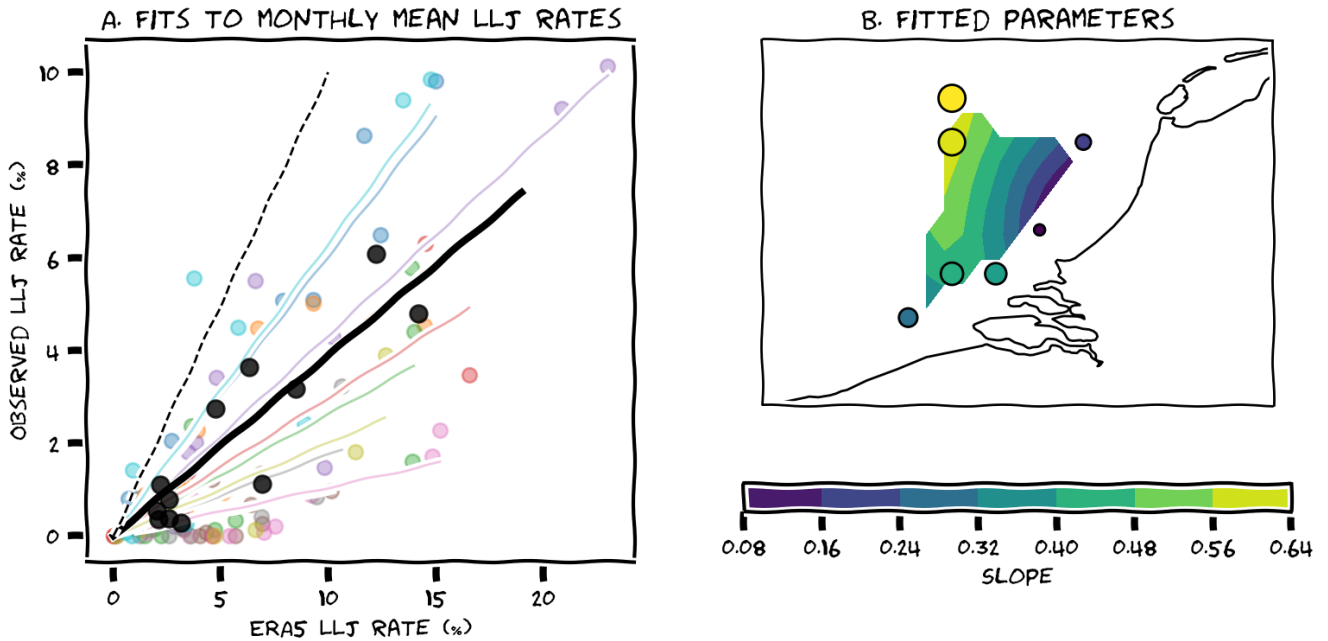 A. FITS TO MONTHLY MEAN LLJ RATES
OBSERVED LLJ RATE (%)
10
8
6
4
2
0
0 5 10 15 20
ERA5 LLJ RATE (%)
B. FITTED PARAMETERS
0.08 0.16 0.24 0.32 0.40 0.48 0.56 0.64
SLOPE